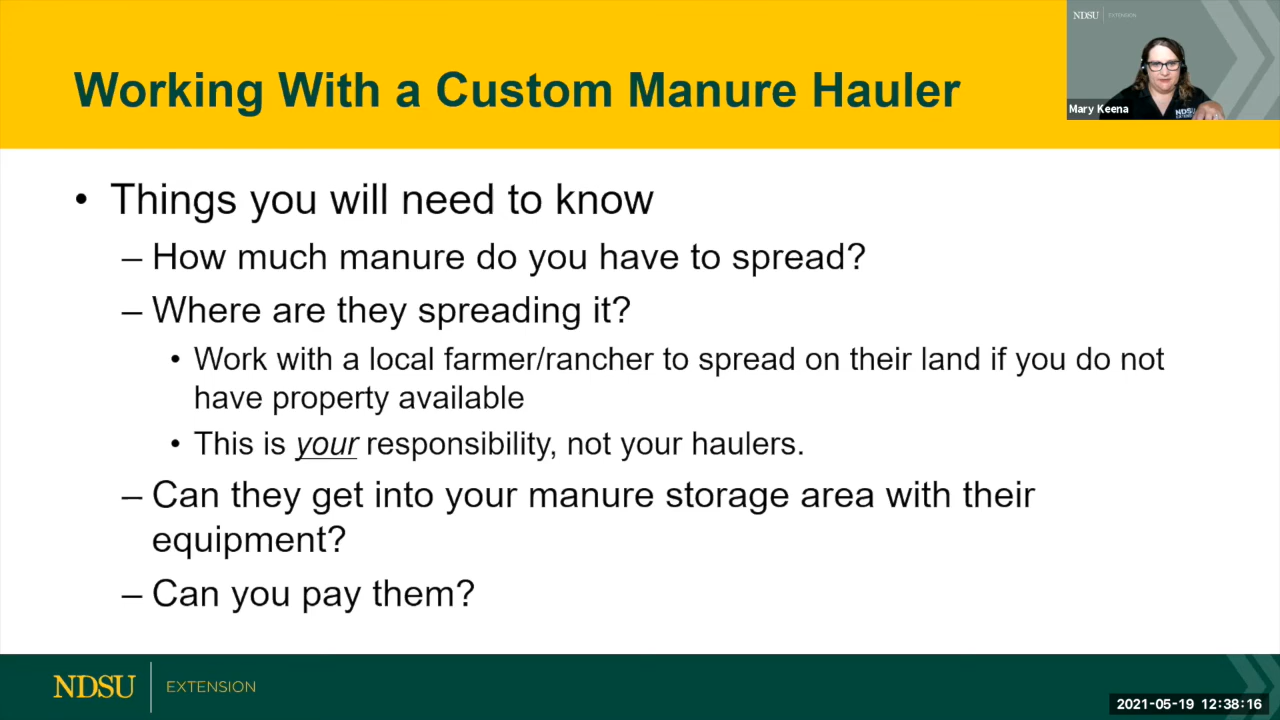 NDSU EXTENSION
Working With a Custom Manure Hauler
Mary Keena
NDSU
• Things you will need to know
– How much manure do you have to spread?
– Where are they spreading it?
• Work with a local farmer/rancher to spread on their land if you do not
have property available
• This is your responsibility, not your haulers.
– Can they get into your manure storage area with their
equipment?
– Can you pay them?
NDSU EXTENSION
2021-05-19 12:38:16